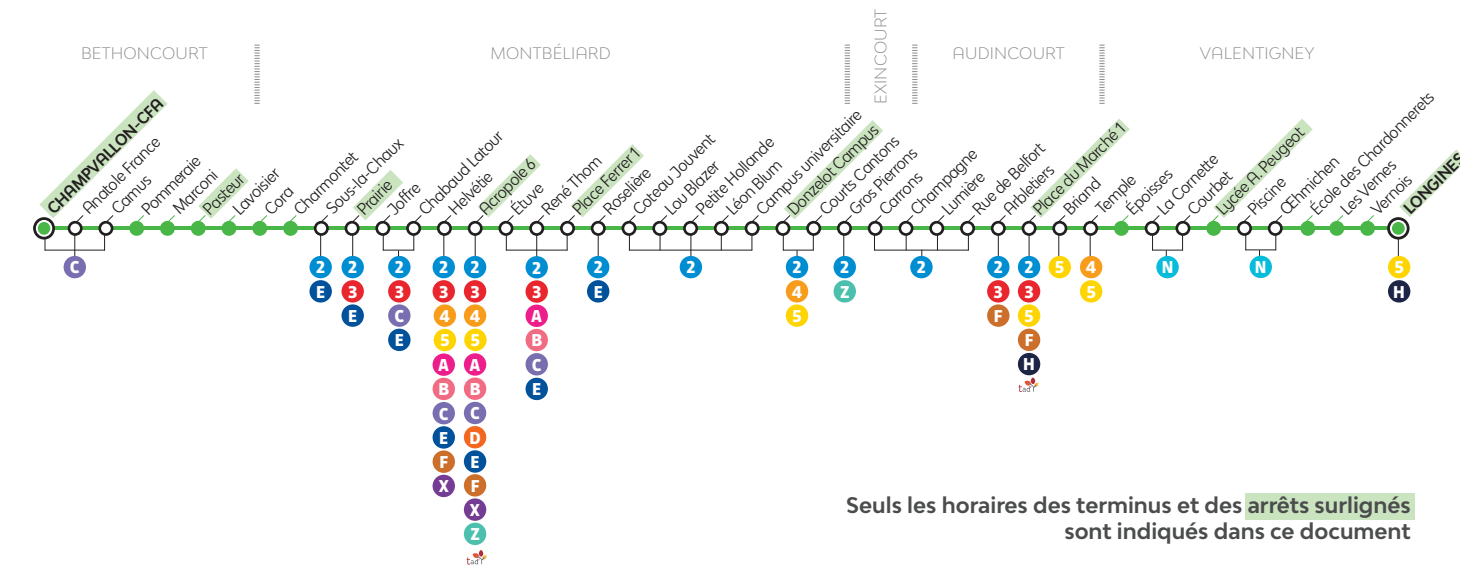 BETHONCOURT
MONTBÉLIARD
EXINCOURT
AUDINCOURT
VALENTIGNEY
CHAMPVALLON-CFA
Anatole France
Camus
Pommeraie
Marconi
Pasteur
Lavoisier
Cora
Charmontet
Sous-la-Chaux
Prairie
Joffre
Chabaud Latour
Helvétie
Acropole 6
Étuve
René Thom
Place Ferrer 1
Roselière
Coteau Jouvent
Lou Blazer
Petite Hollande
Léon Blum
Campus universitaire
Donzelot Campus
Courts Cantons
Gros Pierrons
Carrons
Champagne
Lumière
Rue de Belfort
Arbletiers
Place du Marché 1
Briand
Temple
Époisses
La Cornette
Courbet
Lycée A. Peugeot
Piscine
Œhmichen
École des Chardonnerets
Les Vernes
Vernois
LONGINES
C
2
E
2
3
E
2
3
C
E
2
3
4
5
A
B
C
E
F
X
2
3
4
5
A
B
C
D
E
F
X
Z
tad
2
3
A
B
C
E
2
E
2
2
4
5
2
Z
2
2
3
F
2
3
5
F
H
tad
5
4
5
N
N
5
H
Seuls les horaires des terminus et des arrêts surlignés
sont indiqués dans ce document